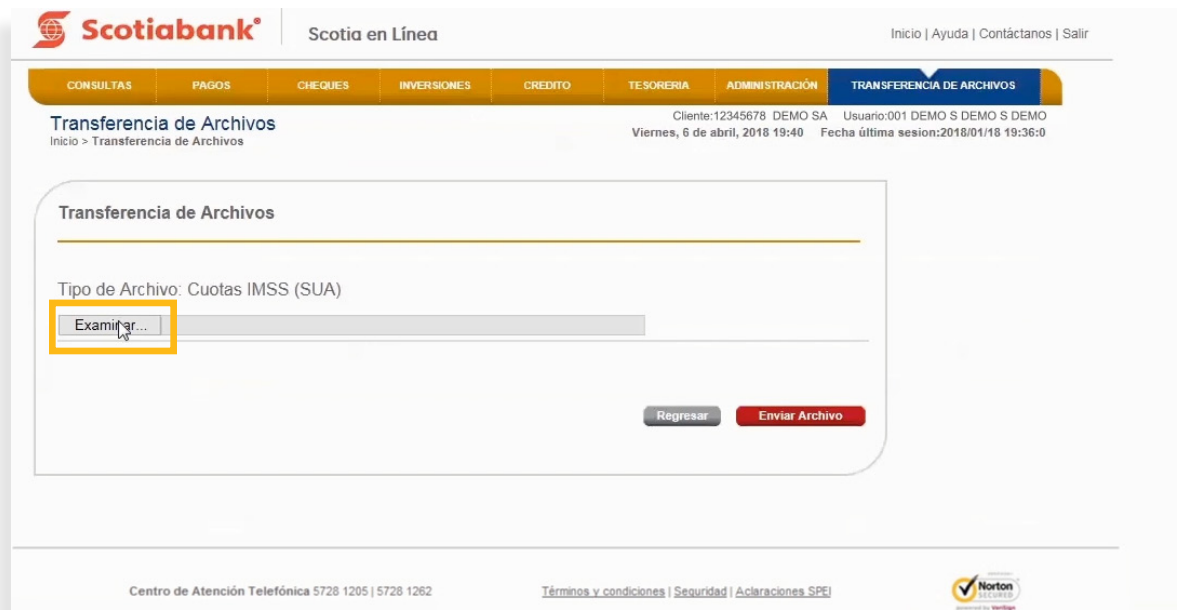 Scotiabank® Scotia en Línea Inicio | Ayuda | Contáctanos | Salir
CONSULTAS PAGOS CHEQUES INVERSIONES CREDITO TESORERIA ADMINISTRACIÓN TRANSFERENCIA DE ARCHIVOS
Transferencia de Archivos Cliente:12345678 DEMO SA Usuario:001 DEMO S DEMO S DEMO
Inicio > Transferencia de Archivos Viernes, 6 de abril, 2018 19:40 Fecha última sesion:2018/01/18 19:36:0
Transferencia de Archivos
Tipo de Archivo: Cuotas IMSS (SUA)
Examinar...
Regresar Enviar Archivo
Centro de Atención Telefónica 5728 1205 | 5728 1262 Términos y condiciones | Seguridad | Aclaraciones SPEI Norton
SECURED
powered by VeriSign